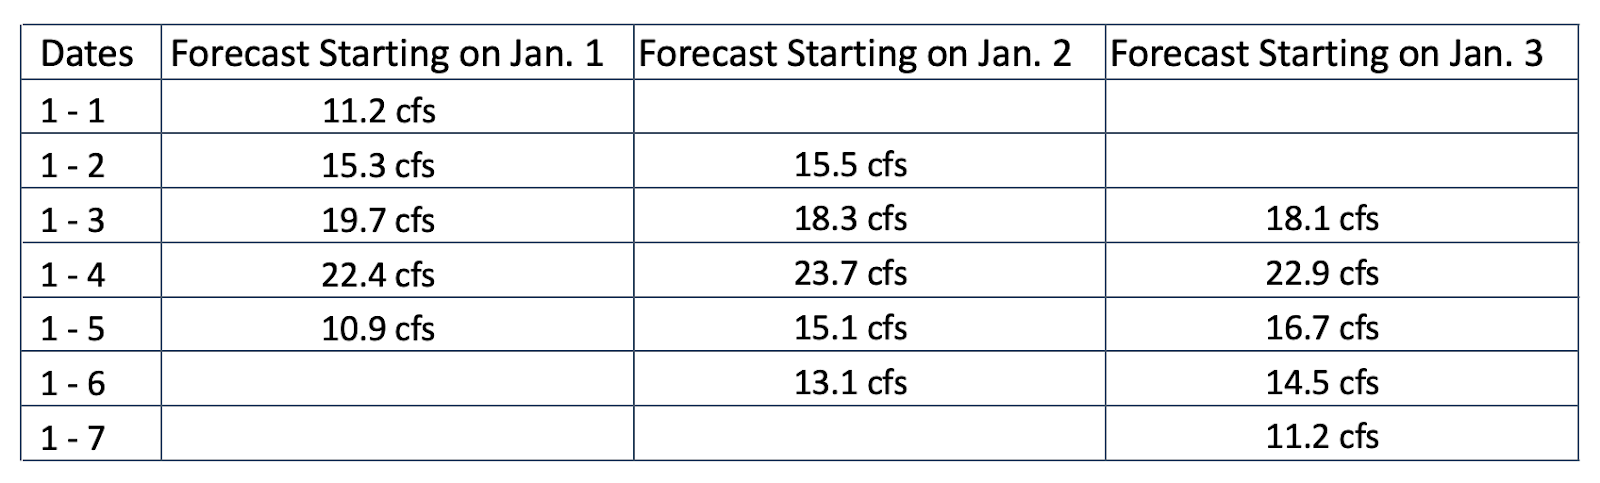 Dates Forecast Starting on Jan. 1 Forecast Starting on Jan. 2 Forecast Starting on Jan. 3
1 - 1 11.2 cfs
1 - 2 15.3 cfs 15.5 cfs
1 - 3 19.7 cfs 18.3 cfs 18.1 cfs
1 - 4 22.4 cfs 23.7 cfs 22.9 cfs
1 - 5 10.9 cfs 15.1 cfs 16.7 cfs
1 - 6 13.1 cfs 14.5 cfs
1 - 7 11.2 cfs